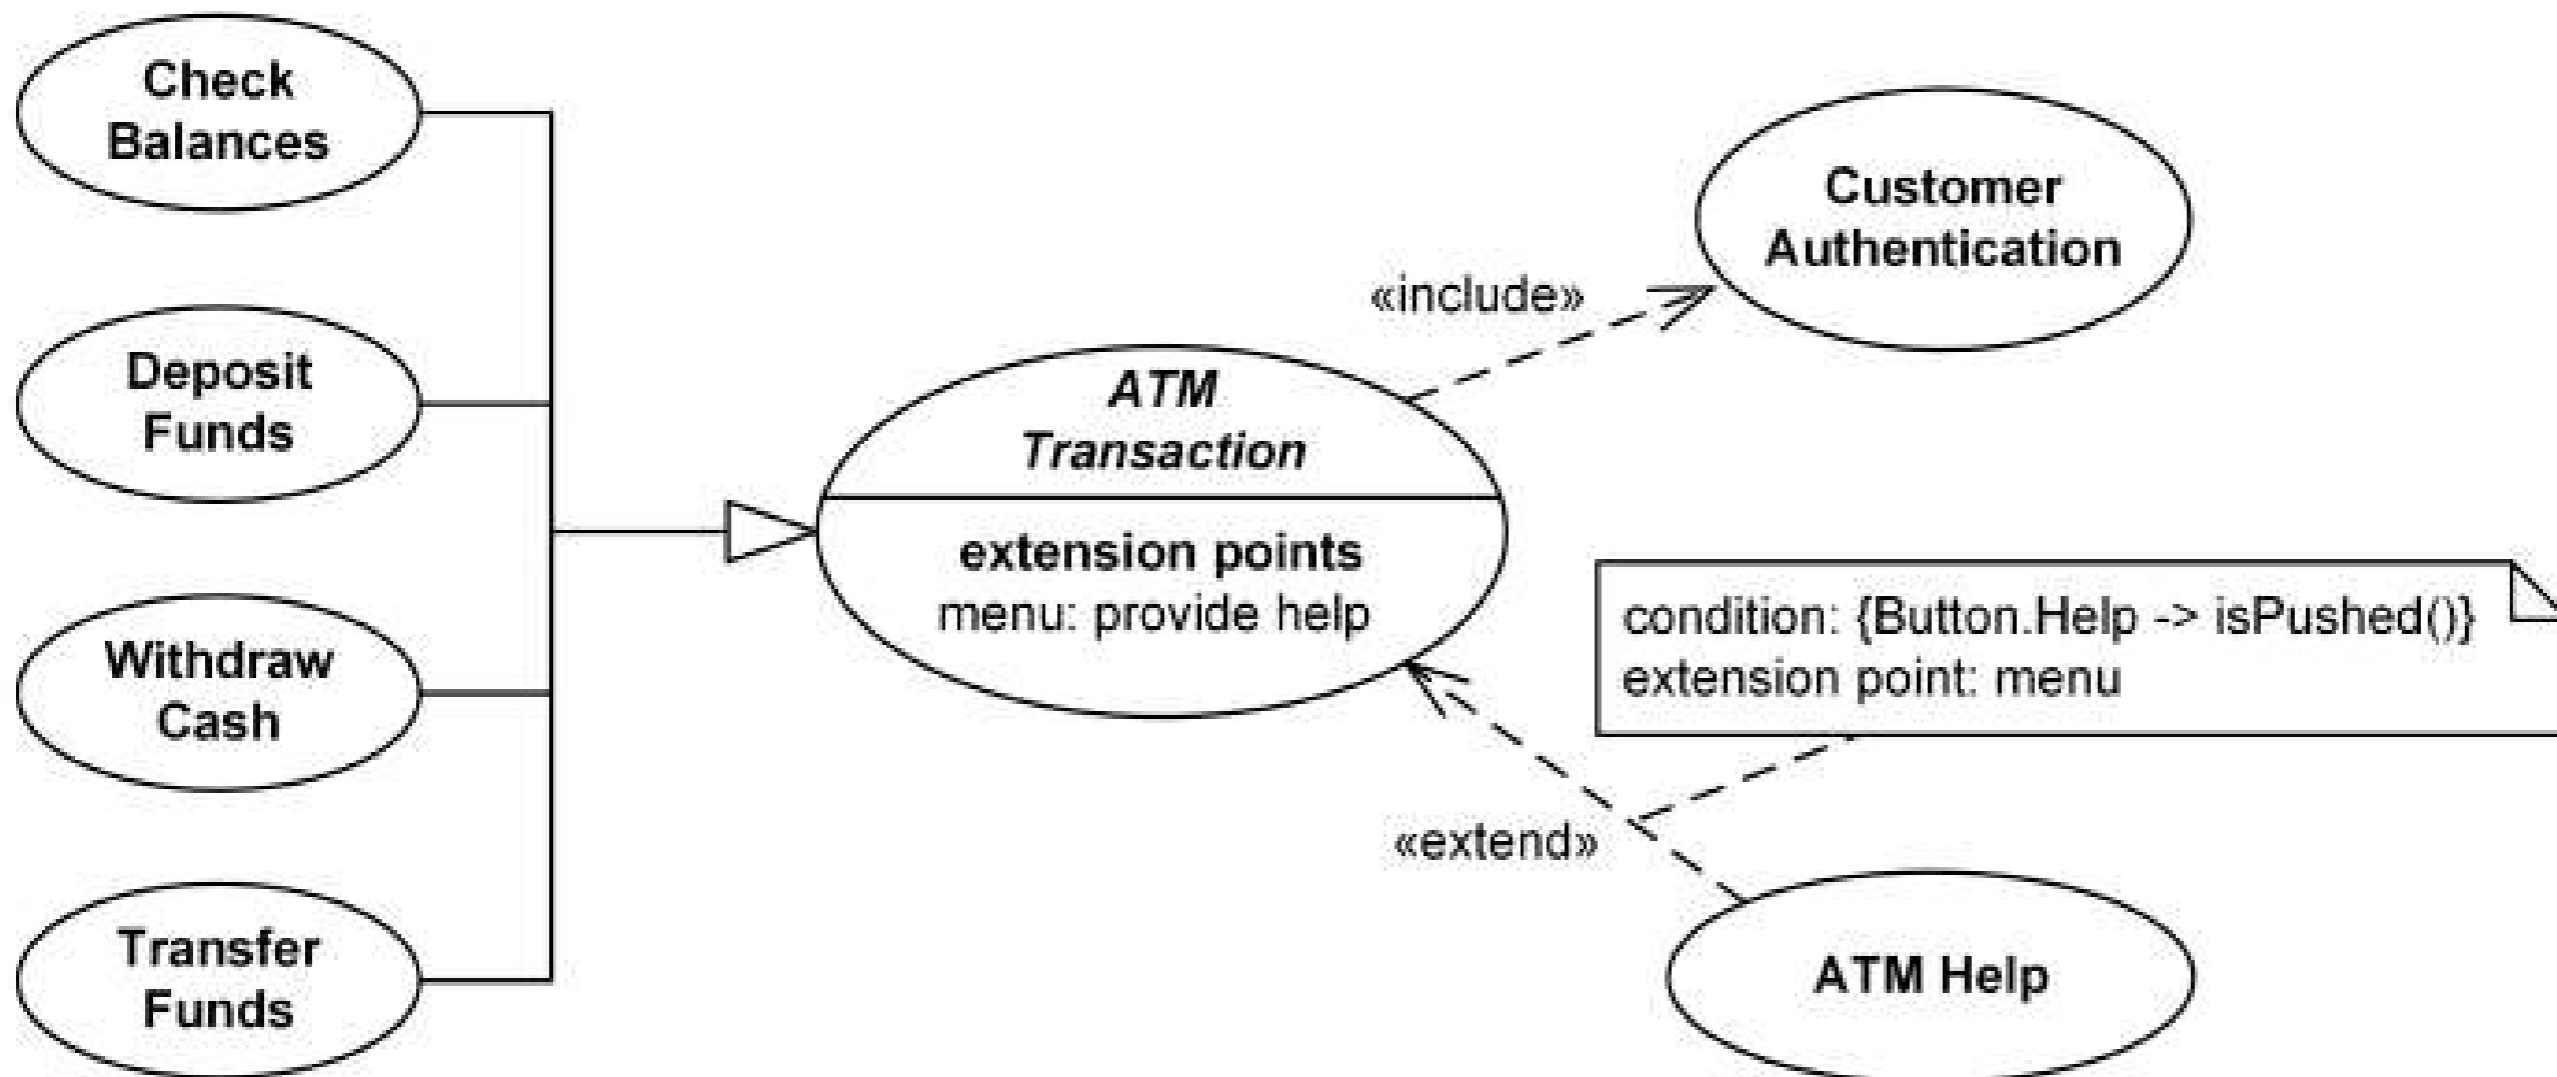 Check
Balances
Deposit
Funds
Withdraw
Cash
Transfer
Funds
ATM
Transaction
extension points
menu: provide help
«include»
Customer
Authentication
condition: {Button.Help -> isPushed()}
extension point: menu
«extend»
ATM Help